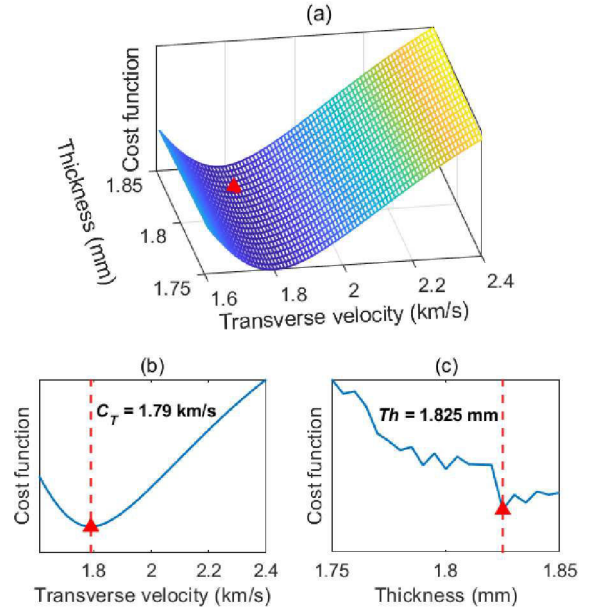 (a)
Cost function
Thickness (mm)
1.85
1.8
1.75
1.6
1.8
2
2.2
2.4
Transverse velocity (km/s)
(b)
Cost function
C_T = 1.79 km/s
1.8 2 2.2 2.4
Transverse velocity (km/s)
(c)
Cost function
Th = 1.825 mm
1.75 1.8 1.85
Thickness (mm)